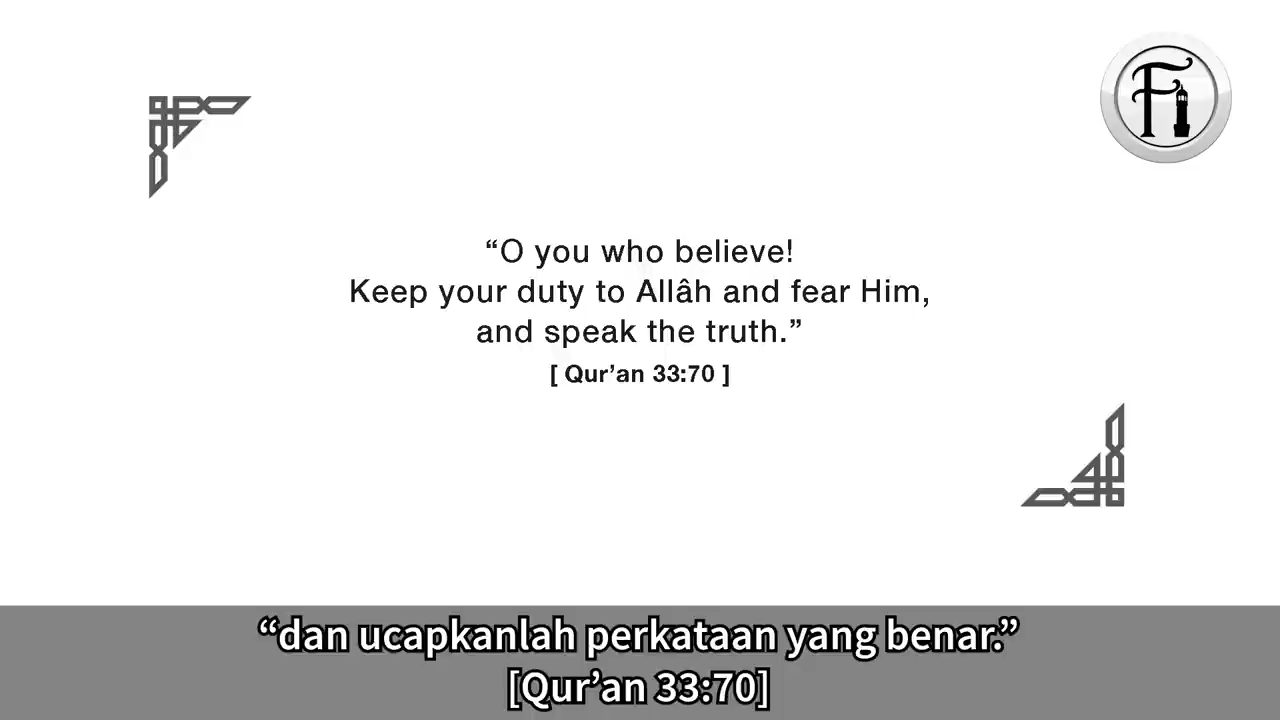 Fi
“O you who believe!
Keep your duty to Allâh and fear Him,
and speak the truth.”
[ Qur’an 33:70 ]
“dan ucapkanlah perkataan yang benar.”
[Qur’an 33:70]